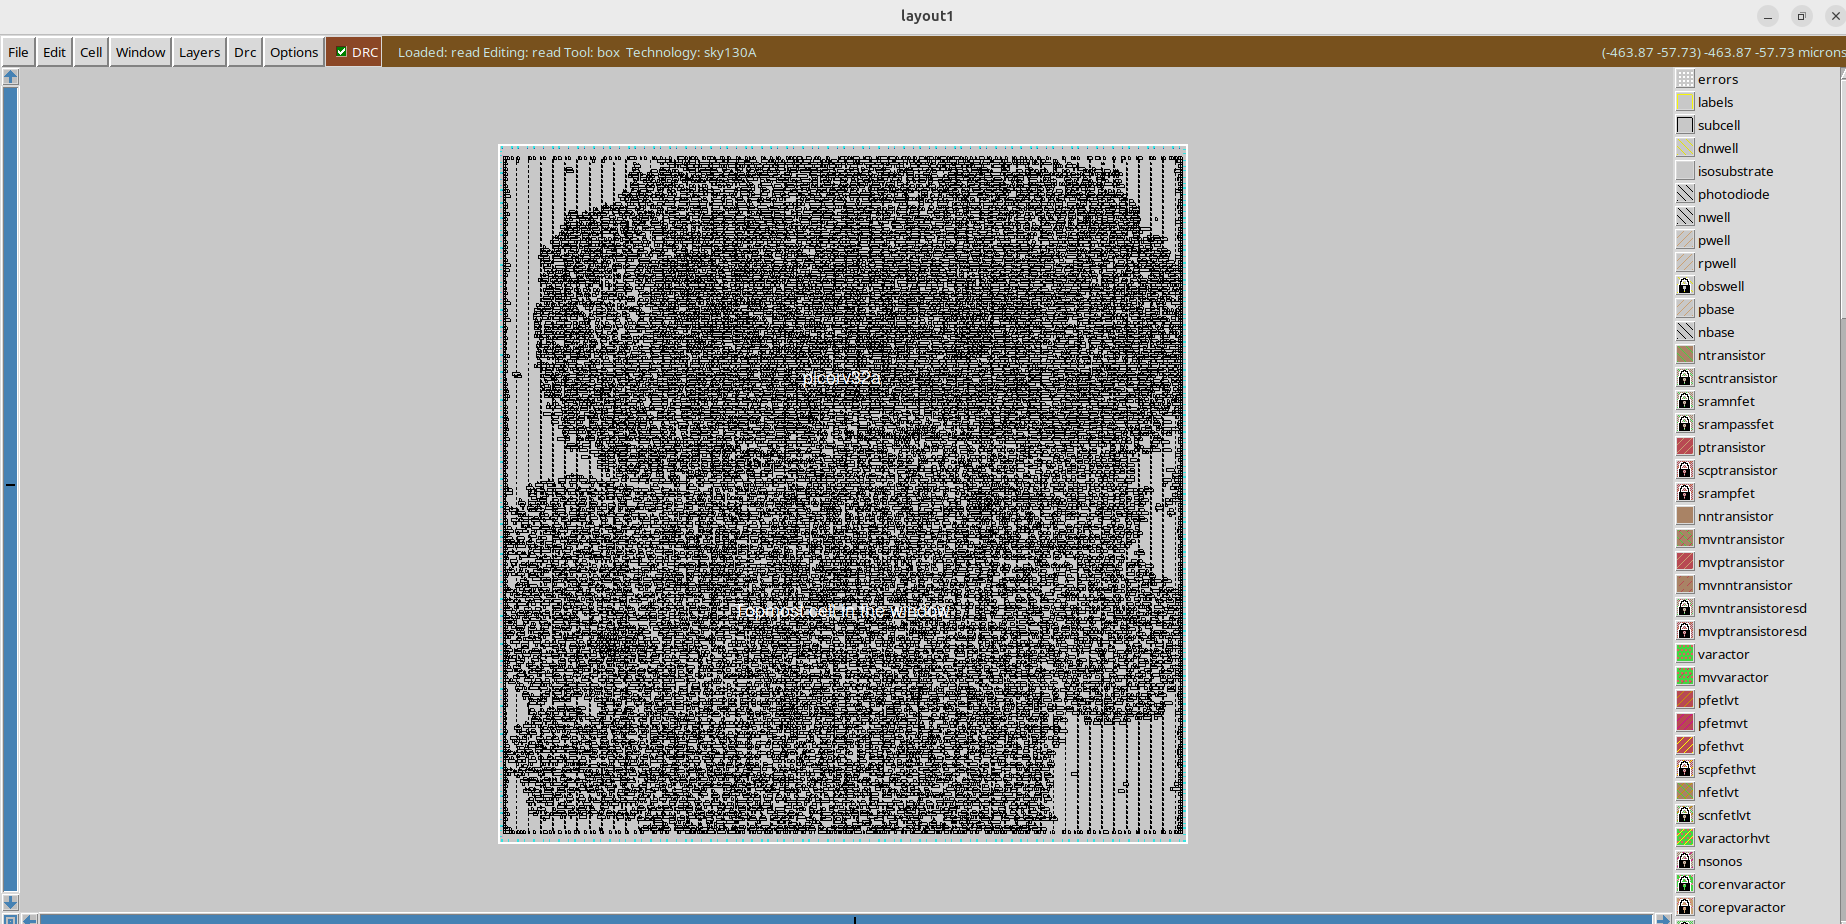 layout1
File Edit Cell Window Layers Drc Options DRC Loaded: read Editing: read Tool: box Technology: sky130A (-463.87 -57.73) -463.87 -57.73 microns
errors
labels
subcell
dnwell
isosubstrate
photodiode
nwell
pwell
rpwell
obswell
pbase
nbase
ntransistor
scntransistor
sramnfet
srampassfet
ptransistor
scptransistor
srampfet
nntransistor
mvntransistor
mvptransistor
mvnntransistor
mvntransistoresd
mvptransistoresd
varactor
mvvaractor
pfetlvt
pfetmvt
pfethvt
scpfethvt
nfetlvt
scnfetlvt
varactorhvt
nsonos
corenvaractor
corepvaractor
picorv32a
Topmost cell in the window